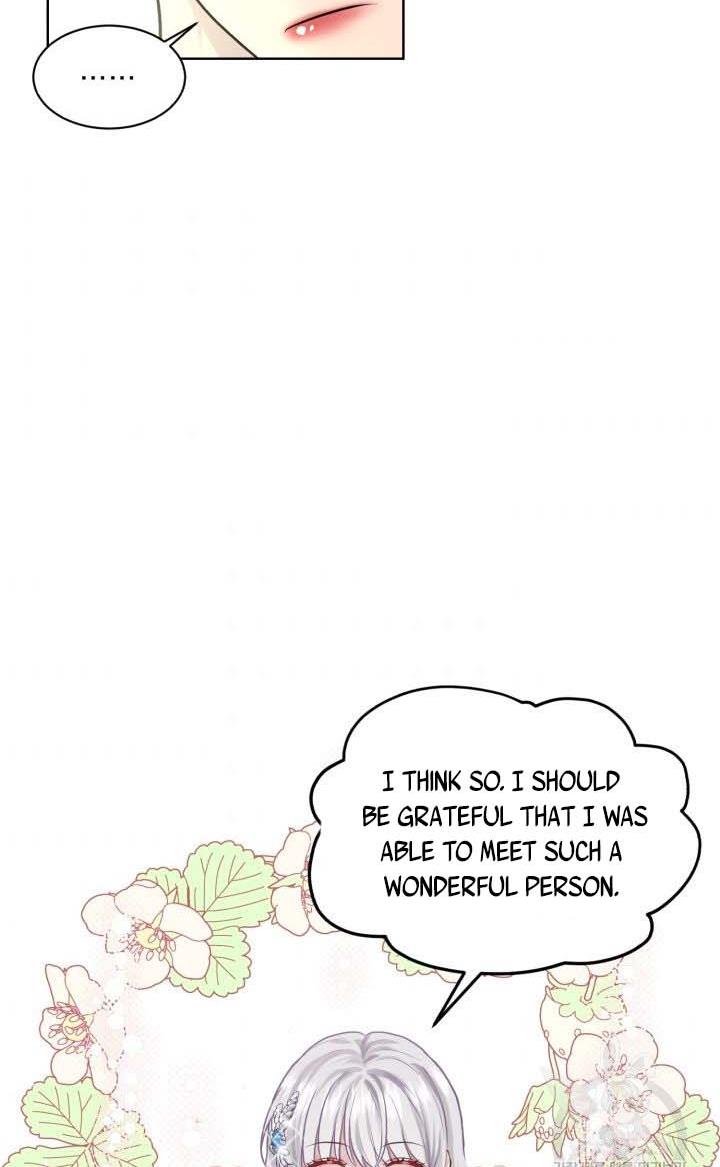 ......
I THINK SO. I SHOULD
BE GRATEFUL THAT I WAS
ABLE TO MEET SUCH A
WONDERFUL PERSON.